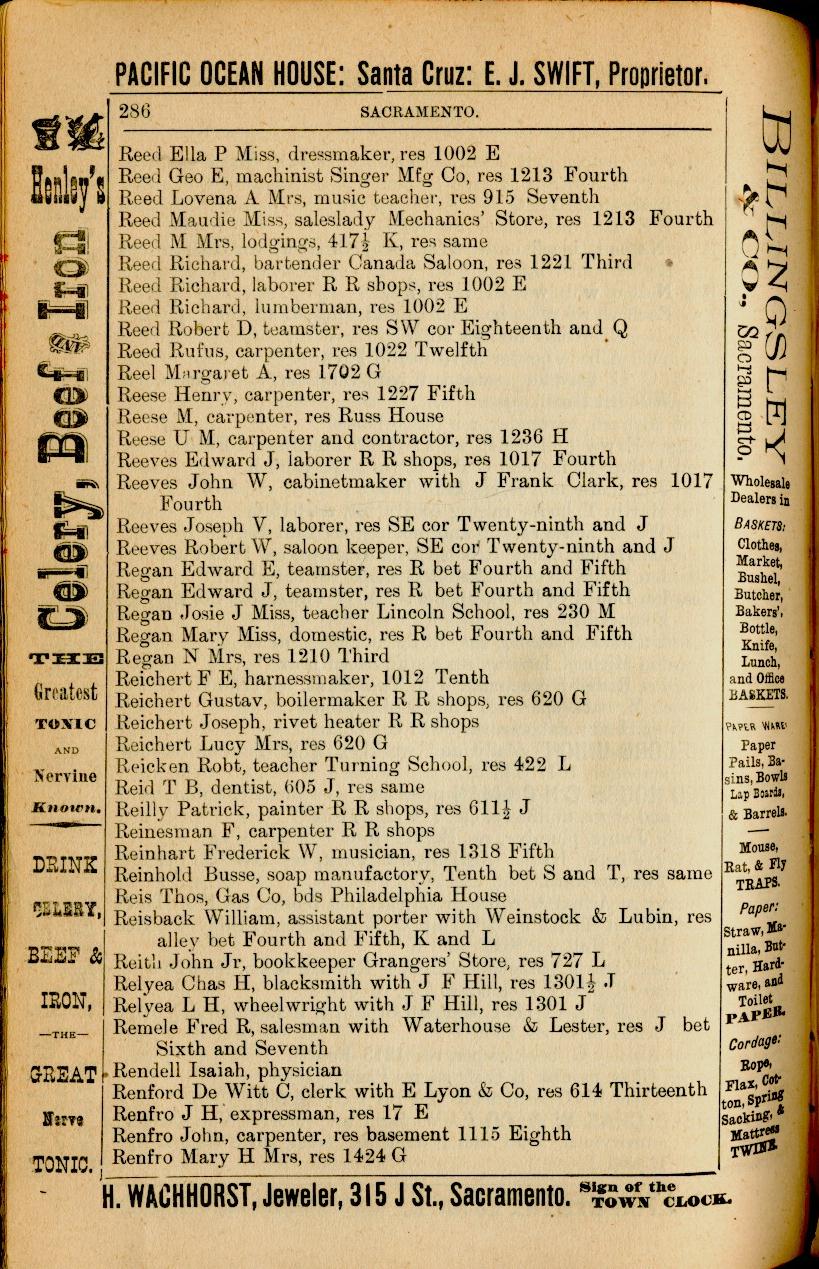 PACIFIC OCEAN HOUSE: Santa Cruz: E. J. SWIFT, Proprietor.
286 SACRAMENTO.
Reed Ella P Miss, dressmaker, res 1002 E
Reed Geo E, machinist Singer Mfg Co, res 1213 Fourth
Reed Lovena A Mrs, music teacher, res 915 Seventh
Reed Maudie Miss, saleslady Mechanics' Store, res 1213 Fourth
Reed M Mrs, lodgings, 417½ K, res same
Reed Richard, bartender Canada Saloon, res 1221 Third
Reed Richard, laborer R R shops, res 1002 E
Reed Richard, lumberman, res 1002 E
Reed Robert D, teamster, res SW cor Eighteenth and Q
Reed Rufus, carpenter, res 1022 Twelfth
Reel Margaret A, res 1702 G
Reese Henry, carpenter, res 1227 Fifth
Reese M, carpenter, res Russ House
Reese U M, carpenter and contractor, res 1236 H
Reeves Edward J, laborer R R shops, res 1017 Fourth
Reeves John W, cabinetmaker with J Frank Clark, res 1017
Fourth
Reeves Joseph V, laborer, res SE cor Twenty-ninth and J
Reeves Robert W, saloon keeper, SE cor Twenty-ninth and J
Regan Edward E, teamster, res R bet Fourth and Fifth
Regan Edward J, teamster, res R bet Fourth and Fifth
Regan Josie J Miss, teacher Lincoln School, res 230 M
Regan Mary Miss, domestic, res R bet Fourth and Fifth
Regan N Mrs, res 1210 Third
Reichert F E, harnessmaker, 1012 Tenth
Reichert Gustav, boilermaker R R shops, res 620 G
Reichert Joseph, rivet heater R R shops
Reichert Lucy Mrs, res 620 G
Reicken Robt, teacher Turning School, res 422 L
Reid T B, dentist, 605 J, res same
Reilly Patrick, painter R R shops, res 611½ J
Reinesman F, carpenter R R shops
Reinhart Frederick W, musician, res 1318 Fifth
Reinhold Busse, soap manufactory, Tenth bet S and T, res same
Reis Thos, Gas Co, bds Philadelphia House
Reisback William, assistant porter with Weinstock & Lubin, res
alley bet Fourth and Fifth, K and L
Reith John Jr, bookkeeper Grangers' Store, res 727 L
Relyea Chas H, blacksmith with J F Hill, res 1301½ J
Relyea L H, wheelwright with J F Hill, res 1301 J
Remele Fred R, salesman with Waterhouse & Lester, res J bet
Sixth and Seventh
Rendell Isaiah, physician
Renford De Witt C, clerk with E Lyon & Co, res 614 Thirteenth
Renfro J H, expressman, res 17 E
Renfro John, carpenter, res basement 1115 Eighth
Renfro Mary H Mrs, res 1424 G
H. WACHHORST, Jeweler, 315 J St., Sacramento. Sign of the
TOWN CLOCK.
Henley's
Celery, Beef and Iron
THE
Greatest
TONIC
AND
Nervine
Known.
DRINK
CELERY,
BEEF &
IRON,
—THE—
GREAT
Nerve
TONIC.
BILLINGSLEY
& CO., Sacramento.
Wholesale
Dealers in
BASKETS:
Clothes,
Market,
Bushel,
Butcher,
Bakers',
Bottle,
Knife,
Lunch,
and Office
BASKETS.
PAPER WARE:
Paper
Pails, Ba-
sins, Bowls
Lap Boards,
& Barrels.
Mouse,
Rat, & Fly
TRAPS.
Paper:
Straw, Ma-
nilla, But-
ter, Hard-
ware, and
Toilet
PAPER.
Cordage:
Rope,
Flax, Cot-
ton, Spring
Sacking, &
Mattress
TWINE